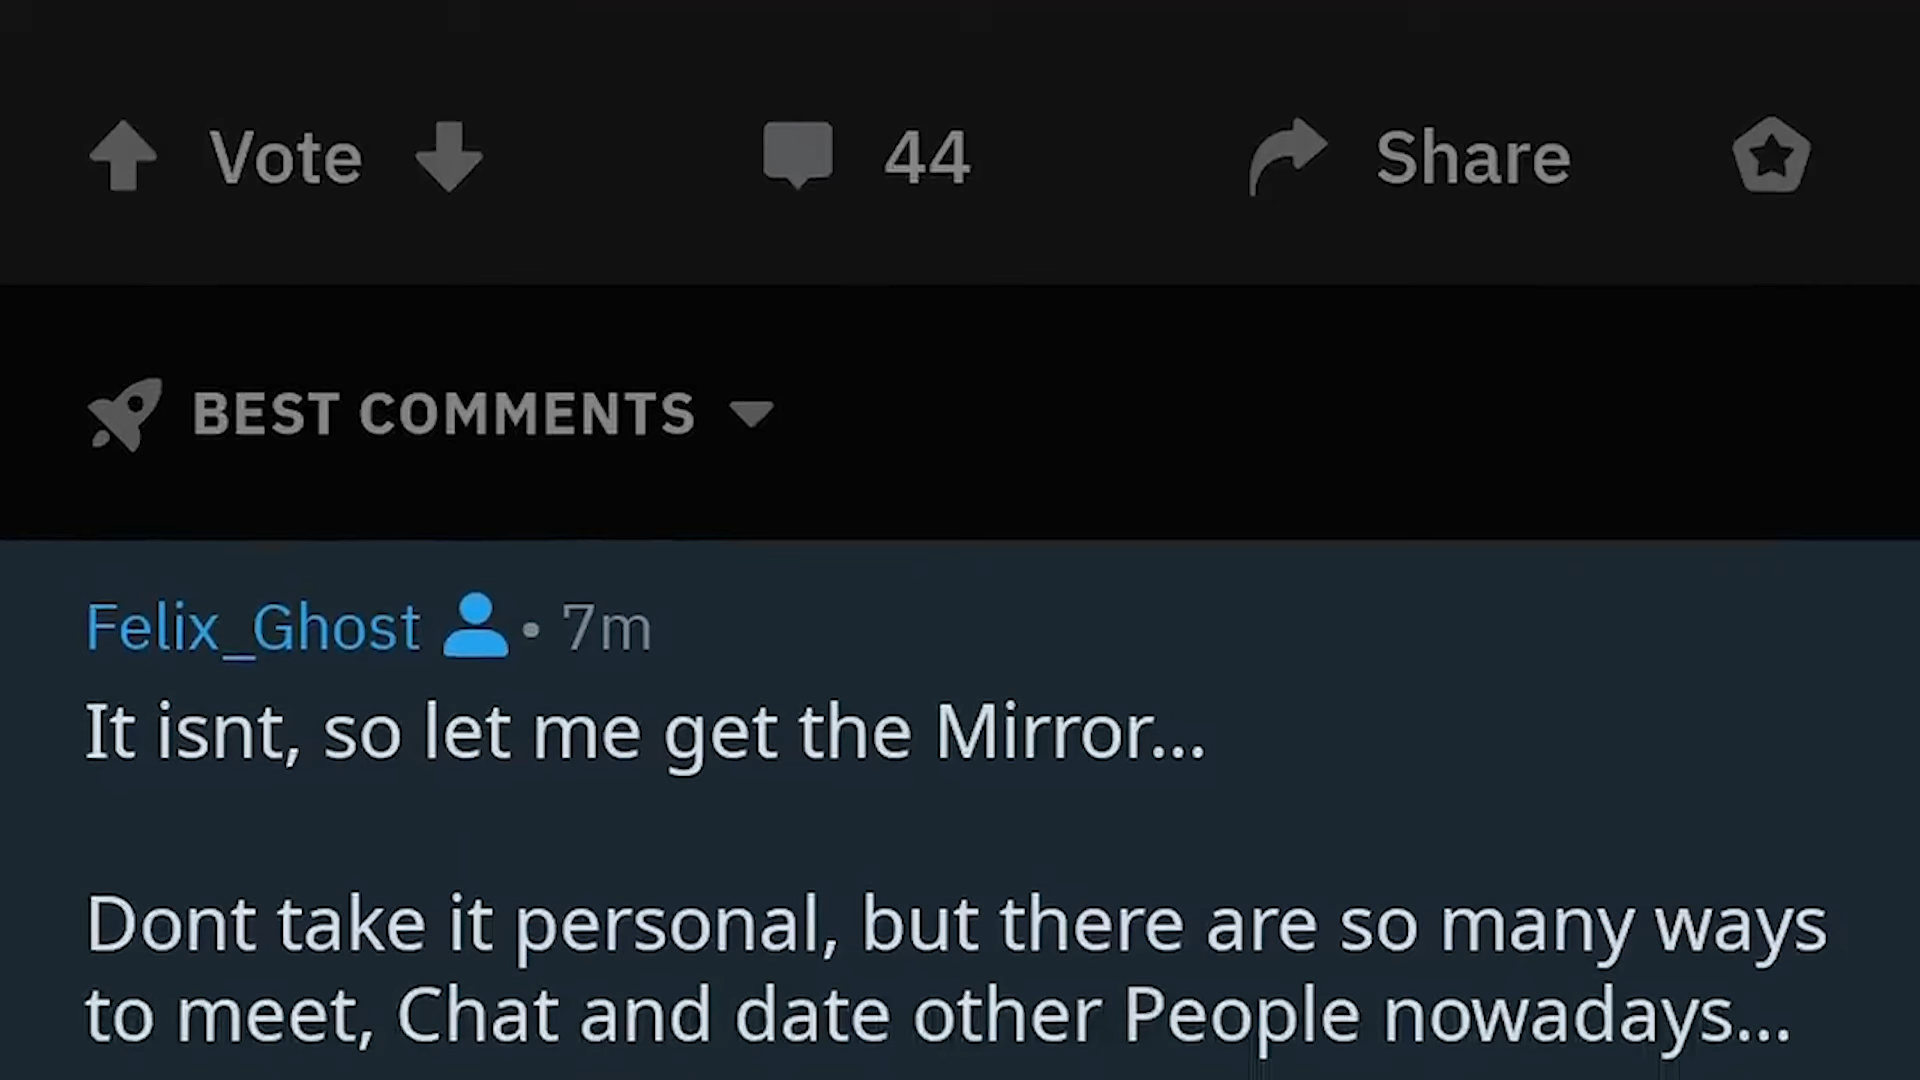 Vote 44 Share
BEST COMMENTS
Felix_Ghost • 7m
It isnt, so let me get the Mirror...
Dont take it personal, but there are so many ways
to meet, Chat and date other People nowadays...